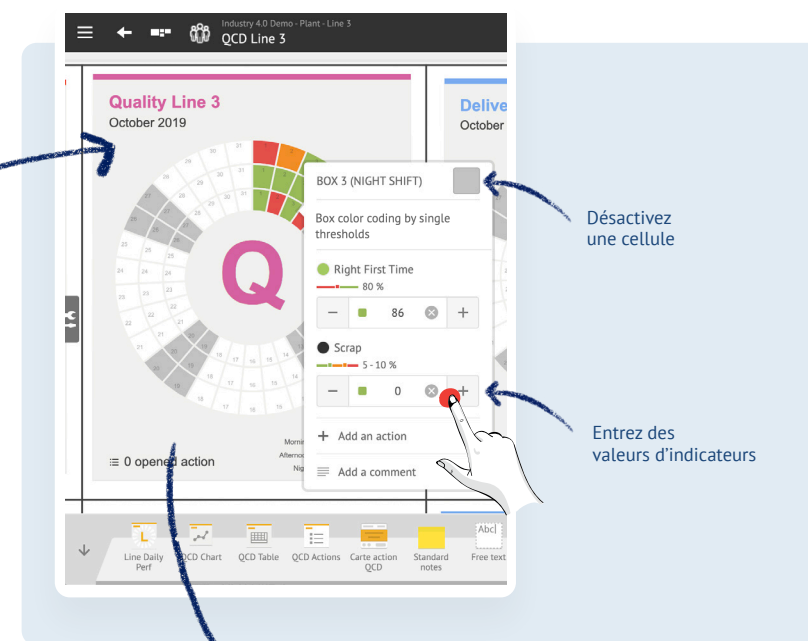 Industry 4.0 Demo - Plant - Line 3
QCD Line 3
Quality Line 3
October 2019
Q
BOX 3 (NIGHT SHIFT)
Box color coding by single
thresholds
Right First Time
80 %
86
Scrap
5 - 10 %
0
Add an action
Add a comment
0 opened action
October
Désactivez
une cellule
Entrez des
valeurs d'indicateurs
L
Line Daily
Perf
QCD Chart
QCD Table
QCD Actions
Carte action
QCD
Standard
notes
Abc
Free text